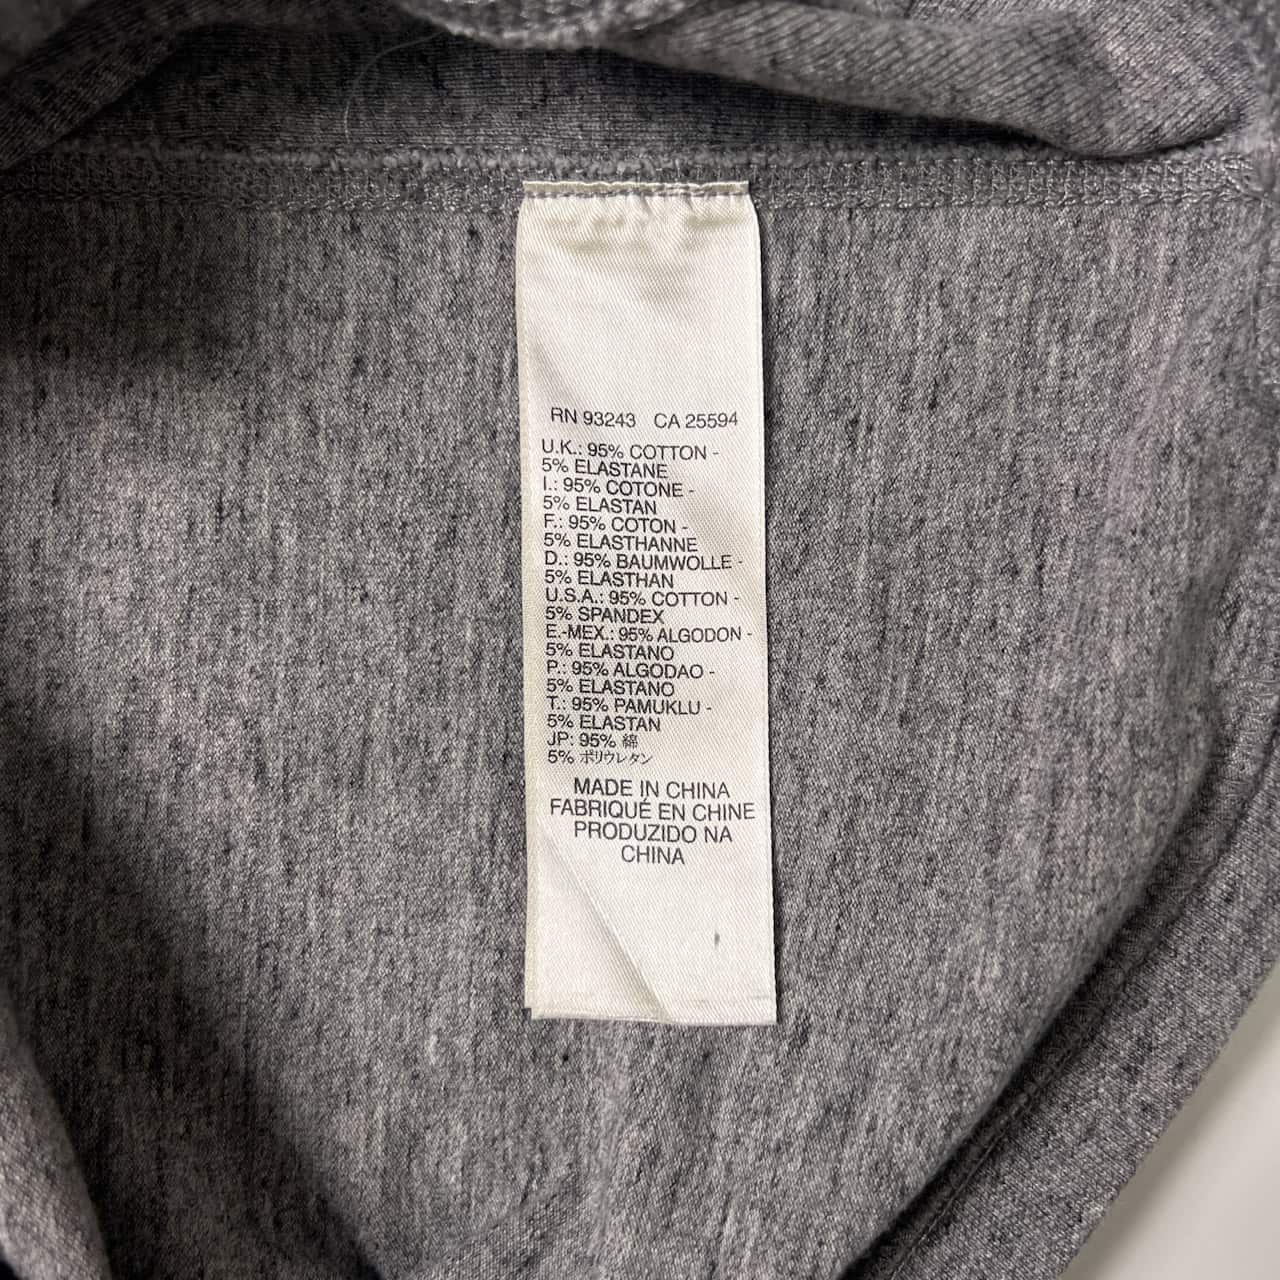 RN 93243 CA 25594
U.K.: 95% COTTON -
5% ELASTANE
I.: 95% COTONE -
5% ELASTAN
F.: 95% COTON -
5% ELASTHANNE
D.: 95% BAUMWOLLE -
5% ELASTHAN
U.S.A.: 95% COTTON -
5% SPANDEX
E.-MEX.: 95% ALGODON -
5% ELASTANO
P.: 95% ALGODAO -
5% ELASTANO
T.: 95% PAMUKLU -
5% ELASTAN
JP: 95% 綿
5% ポリウレタン
MADE IN CHINA
FABRIQUÉ EN CHINE
PRODUZIDO NA
CHINA